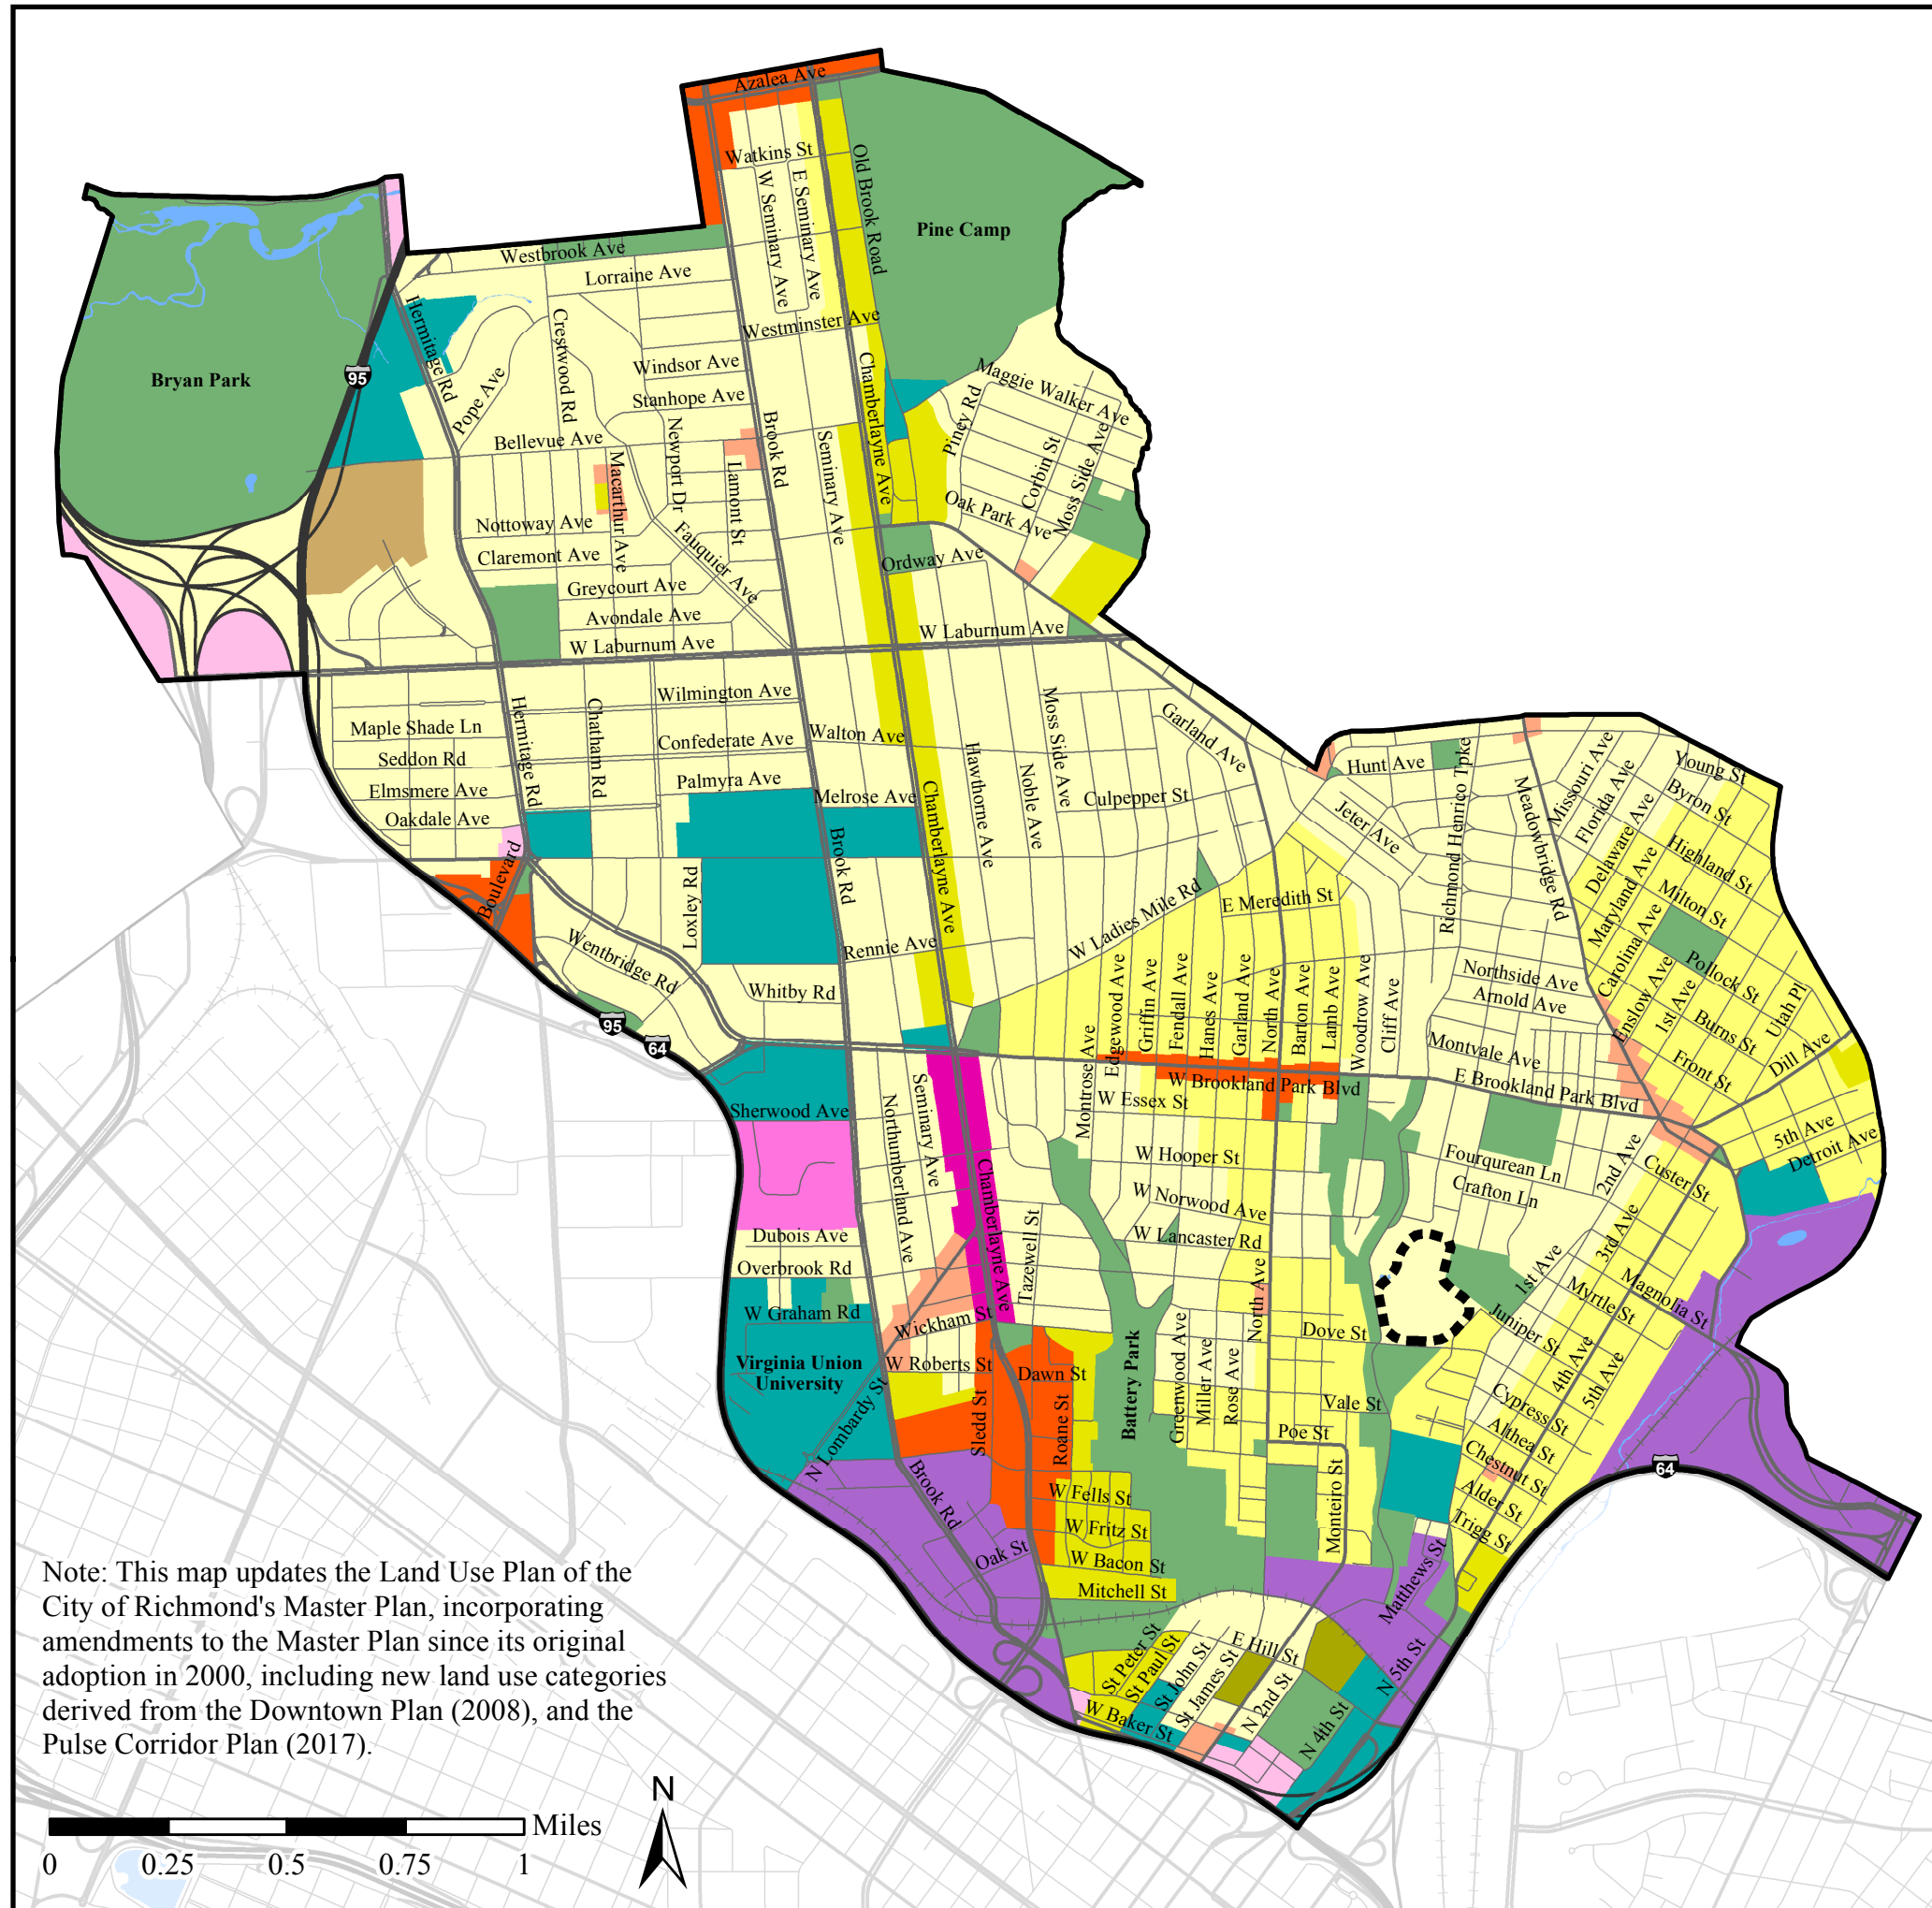 Azalea Ave
Watkins St
W Seminary Ave
E Seminary Ave
Old Brook Road
Pine Camp
Westbrook Ave
Lorraine Ave
Hermitage Rd
Crestwood Rd
Westminster Ave
Windsor Ave
Stanhope Ave
Bryan Park
95
Pope Ave
Chamberlayne Ave
Maggie Walker Ave
Piney Rd
Bellevue Ave
Newport Dr
Brook Rd
Macarthur Ave
Lamont St
Seminary Ave
Corbin St
Moss Side Ave
Oak Park Ave
Nottoway Ave
Claremont Ave
Fauquier Ave
Ordway Ave
Greycourt Ave
Avondale Ave
W Laburnum Ave
W Laburnum Ave
Wilmington Ave
Maple Shade Ln
Hermitage Rd
Chatham Rd
Confederate Ave
Walton Ave
Moss Side Ave
Garland Ave
Seddon Rd
Palmyra Ave
Hawthorne Ave
Noble Ave
Elmsmere Ave
Melrose Ave
Chamberlayne Ave
Culpepper St
Oakdale Ave
Hunt Ave
Jeter Ave
Richmond Henrico Tpke
Meadowbridge Rd
Missouri Ave
Florida Ave
Young St
Byron St
Delaware Ave
Highland St
Maryland Ave
Milton St
Carolina Ave
Pollock St
Boulevard
Brook Rd
Loxley Rd
Wentbridge Rd
Rennie Ave
Whitby Rd
W Ladies Mile Rd
E Meredith St
Edgewood Ave
Griffin Ave
Fendall Ave
Hanes Ave
Garland Ave
North Ave
Barton Ave
Lamb Ave
Woodrow Ave
Cliff Ave
Northside Ave
Arnold Ave
Enslow Ave
1st Ave
Burns St
Utah Pl
Front St
Dill Ave
Montvale Ave
E Brookland Park Blvd
95
64
Montrose Ave
W Brookland Park Blvd
W Essex St
Sherwood Ave
Northumberland Ave
Seminary Ave
W Hooper St
Fourqurean Ln
Crafton Ln
2nd Ave
Custer St
5th Ave
Detroit Ave
W Norwood Ave
W Lancaster Rd
Chamberlayne Ave
Tazewell St
Dubois Ave
Overbrook Rd
North Ave
3rd Ave
1st Ave
Magnolia St
Myrtle St
Juniper St
W Graham Rd
Wickham St
Dove St
Virginia Union
University
W Roberts St
Dawn St
Battery Park
Greenwood Ave
Miller Ave
Rose Ave
4th Ave
5th Ave
Vale St
Cypress St
N Lombardy St
Sledd St
Roane St
Poe St
Althea St
Chestnut St
Alder St
Trigg St
64
Brook Rd
W Fells St
W Fritz St
Monteiro St
Oak St
W Bacon St
Mitchell St
Matthews St
St Peter St
St Paul St
St John St
St James St
E Hill St
N 2nd St
N 5th St
W Baker St
N 4th St
Note: This map updates the Land Use Plan of the
City of Richmond's Master Plan, incorporating
amendments to the Master Plan since its original
adoption in 2000, including new land use categories
derived from the Downtown Plan (2008), and the
Pulse Corridor Plan (2017).
N
Miles
0 0.25 0.5 0.75 1